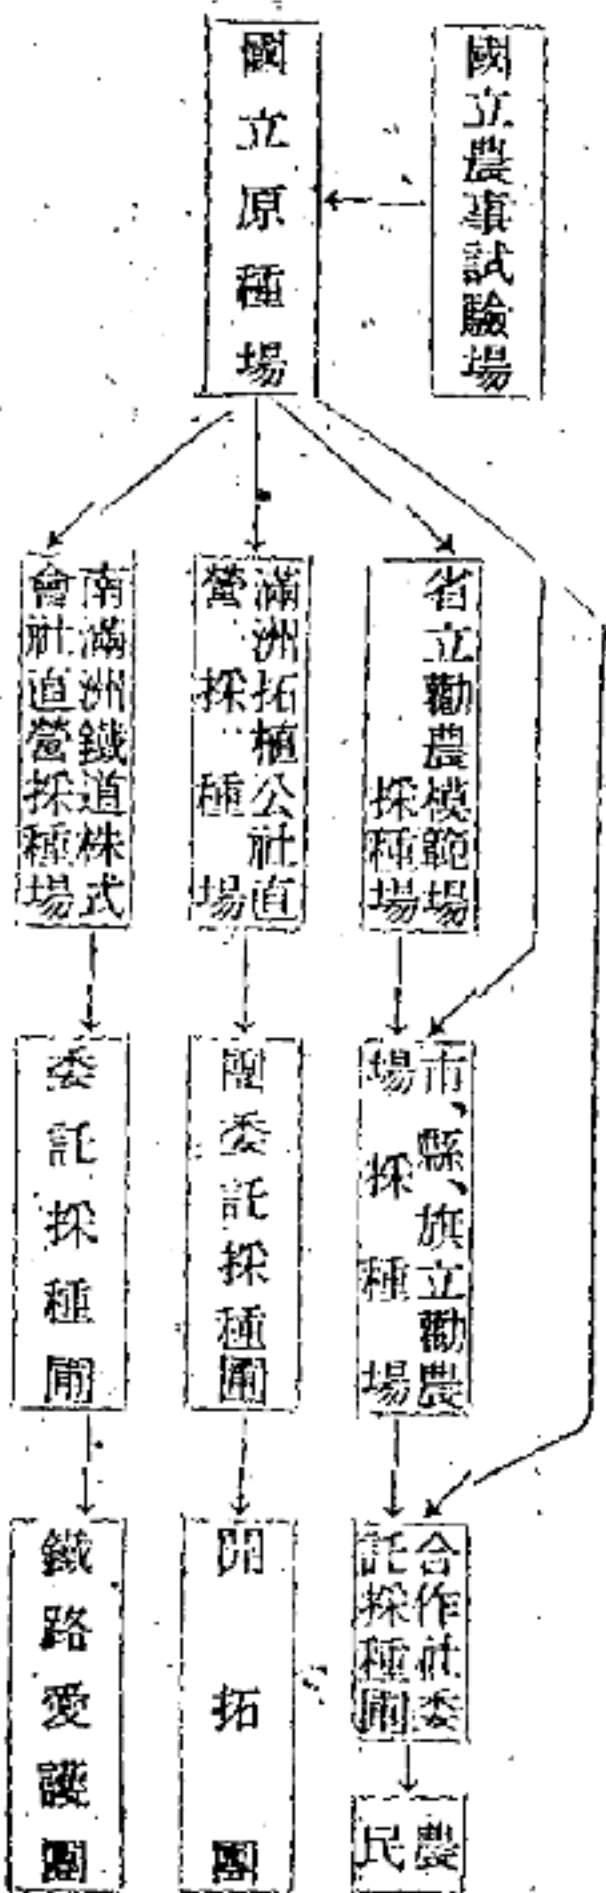 國立農事試驗場
國立原種場
省立勸農模範場
採種場
滿洲拓植公社直
營採種場
南滿洲鐵道株式
會社直營採種場
市、縣、旗立勸農
場採種場
團委託採種圃
委託採種圃
合作社委
託採種圃
農民
開拓團
鐵路愛護團